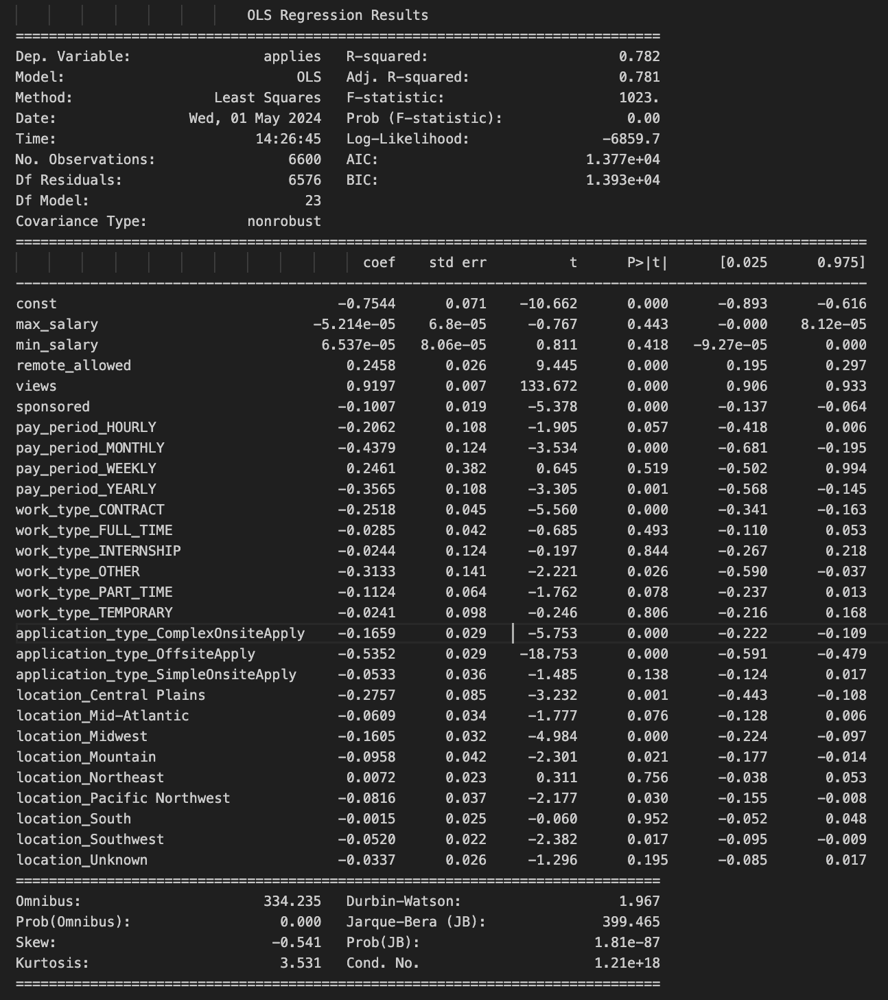 OLS Regression Results
==============================================================================
Dep. Variable: applies R-squared: 0.782
Model: OLS Adj. R-squared: 0.781
Method: Least Squares F-statistic: 1023.
Date: Wed, 01 May 2024 Prob (F-statistic): 0.00
Time: 14:26:45 Log-Likelihood: -6859.7
No. Observations: 6600 AIC: 1.377e+04
Df Residuals: 6576 BIC: 1.393e+04
Df Model: 23
Covariance Type: nonrobust
=======================================================================================================
coef std err t P>|t| [0.025 0.975]
-------------------------------------------------------------------------------------------------------
const -0.7544 0.071 -10.662 0.000 -0.893 -0.616
max_salary -5.214e-05 6.8e-05 -0.767 0.443 -0.000 8.12e-05
min_salary 6.537e-05 8.06e-05 0.811 0.418 -9.27e-05 0.000
remote_allowed 0.2458 0.026 9.445 0.000 0.195 0.297
views 0.9197 0.007 133.672 0.000 0.906 0.933
sponsored -0.1007 0.019 -5.378 0.000 -0.137 -0.064
pay_period_HOURLY -0.2062 0.108 -1.905 0.057 -0.418 0.006
pay_period_MONTHLY -0.4379 0.124 -3.534 0.000 -0.681 -0.195
pay_period_WEEKLY 0.2461 0.382 0.645 0.519 -0.502 0.994
pay_period_YEARLY -0.3565 0.108 -3.305 0.001 -0.568 -0.145
work_type_CONTRACT -0.2518 0.045 -5.560 0.000 -0.341 -0.163
work_type_FULL_TIME -0.0285 0.042 -0.685 0.493 -0.110 0.053
work_type_INTERNSHIP -0.0244 0.124 -0.197 0.844 -0.267 0.218
work_type_OTHER -0.3133 0.141 -2.221 0.026 -0.590 -0.037
work_type_PART_TIME -0.1124 0.064 -1.762 0.078 -0.237 0.013
work_type_TEMPORARY -0.0241 0.098 -0.246 0.806 -0.216 0.168
application_type_ComplexOnsiteApply -0.1659 0.029 -5.753 0.000 -0.222 -0.109
application_type_OffsiteApply -0.5352 0.029 -18.753 0.000 -0.591 -0.479
application_type_SimpleOnsiteApply -0.0533 0.036 -1.485 0.138 -0.124 0.017
location_Central Plains -0.2757 0.085 -3.232 0.001 -0.443 -0.108
location_Mid-Atlantic -0.0609 0.034 -1.777 0.076 -0.128 0.006
location_Midwest -0.1605 0.032 -4.984 0.000 -0.224 -0.097
location_Mountain -0.0958 0.042 -2.301 0.021 -0.177 -0.014
location_Northeast 0.0072 0.023 0.311 0.756 -0.038 0.053
location_Pacific Northwest -0.0816 0.037 -2.177 0.030 -0.155 -0.008
location_South -0.0015 0.025 -0.060 0.952 -0.052 0.048
location_Southwest -0.0520 0.022 -2.382 0.017 -0.095 -0.009
location_Unknown -0.0337 0.026 -1.296 0.195 -0.085 0.017
==============================================================================
Omnibus: 334.235 Durbin-Watson: 1.967
Prob(Omnibus): 0.000 Jarque-Bera (JB): 399.465
Skew: -0.541 Prob(JB): 1.81e-87
Kurtosis: 3.531 Cond. No. 1.21e+18
==============================================================================